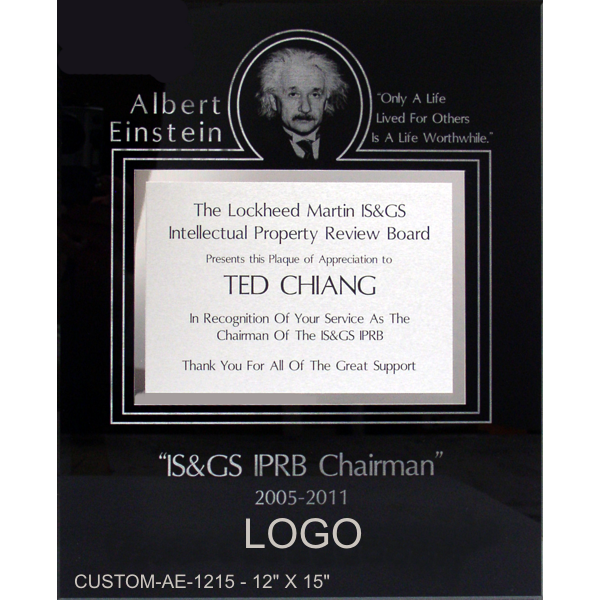 Albert
Einstein
“Only A Life
Lived For Others
Is A Life Worthwhile.”
The Lockheed Martin IS&GS
Intellectual Property Review Board
Presents this Plaque of Appreciation to
TED CHIANG
In Recognition Of Your Service As The
Chairman Of The IS&GS IPRB
Thank You For All Of The Great Support
“IS&GS IPRB Chairman”
2005-2011
LOGO
CUSTOM-AE-1215 - 12" X 15"